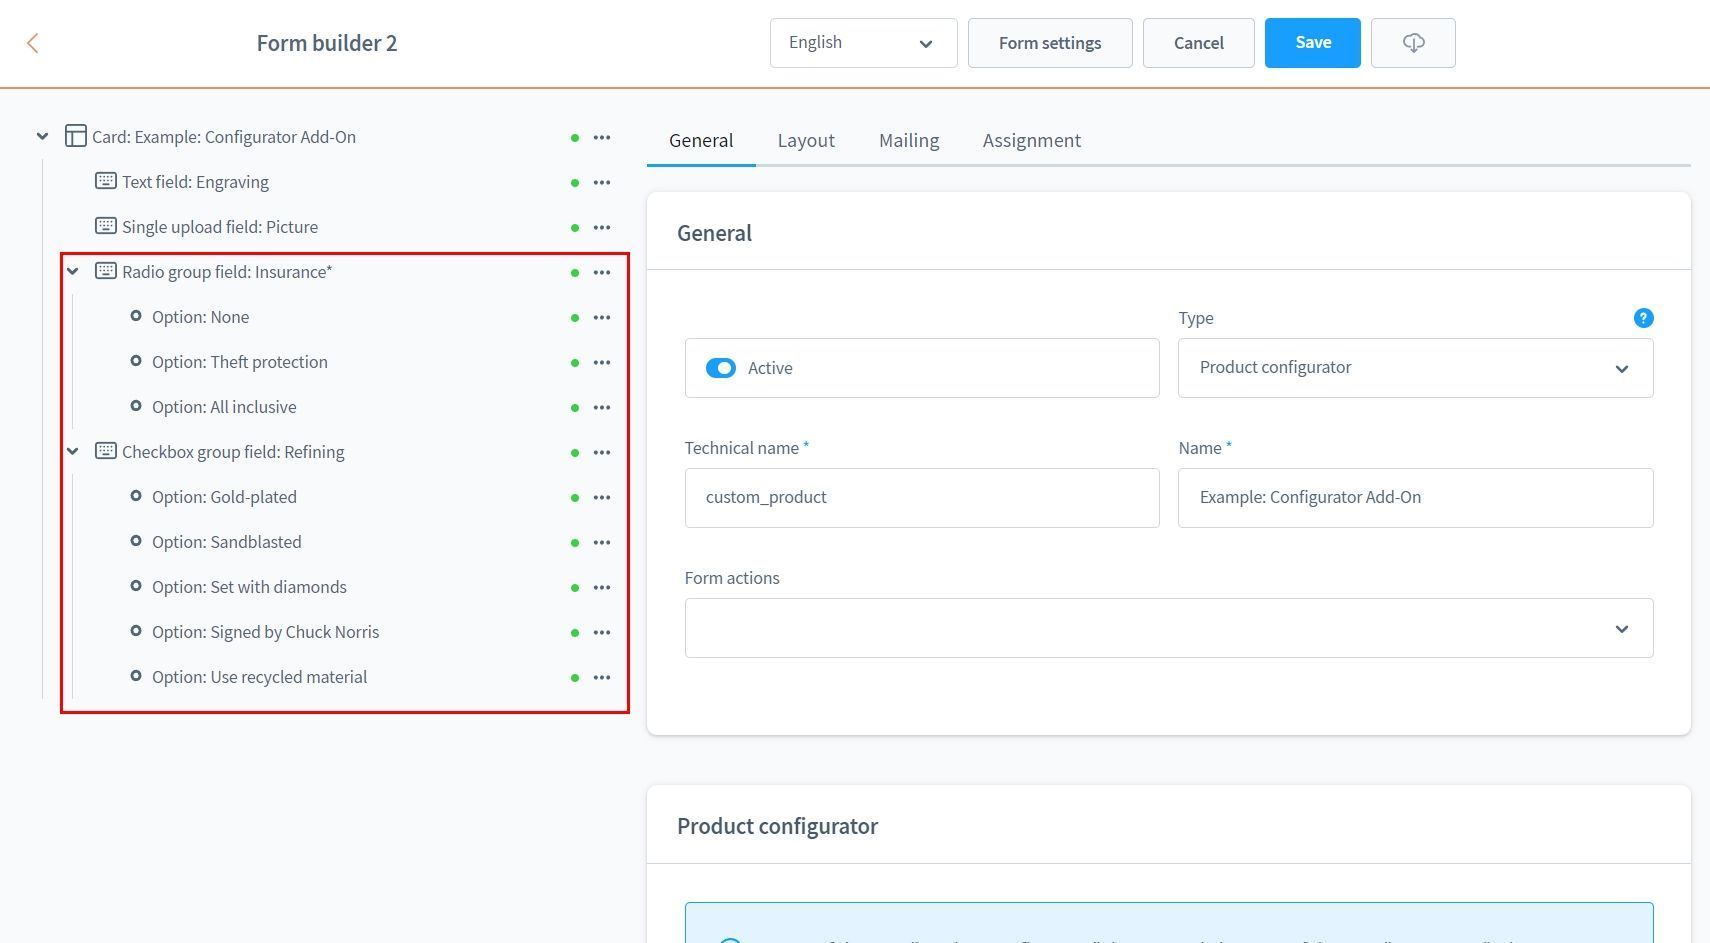 Form builder 2
English
Form settings
Cancel
Save
Card: Example: Configurator Add-On
Text field: Engraving
Single upload field: Picture
Radio group field: Insurance*
Option: None
Option: Theft protection
Option: All inclusive
Checkbox group field: Refining
Option: Gold-plated
Option: Sandblasted
Option: Set with diamonds
Option: Signed by Chuck Norris
Option: Use recycled material
General
Layout
Mailing
Assignment
General
Active
Type
?
Product configurator
Technical name *
custom_product
Name *
Example: Configurator Add-On
Form actions
Product configurator